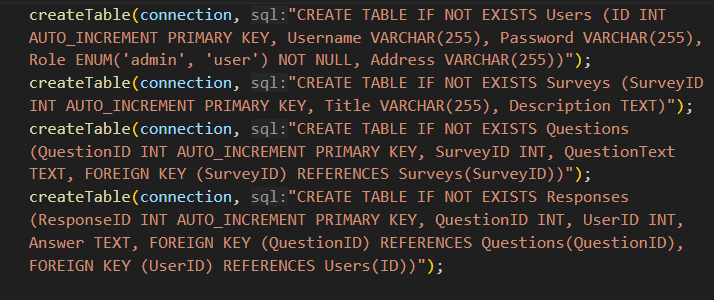 createTable(connection, sql:"CREATE TABLE IF NOT EXISTS Users (ID INT
AUTO_INCREMENT PRIMARY KEY, Username VARCHAR(255), Password VARCHAR(255),
Role ENUM('admin', 'user') NOT NULL, Address VARCHAR(255))");
createTable(connection, sql:"CREATE TABLE IF NOT EXISTS Surveys (SurveyID
INT AUTO_INCREMENT PRIMARY KEY, Title VARCHAR(255), Description TEXT)");
createTable(connection, sql:"CREATE TABLE IF NOT EXISTS Questions
(QuestionID INT AUTO_INCREMENT PRIMARY KEY, SurveyID INT, QuestionText
TEXT, FOREIGN KEY (SurveyID) REFERENCES Surveys(SurveyID))");
createTable(connection, sql:"CREATE TABLE IF NOT EXISTS Responses
(ResponseID INT AUTO_INCREMENT PRIMARY KEY, QuestionID INT, UserID INT,
Answer TEXT, FOREIGN KEY (QuestionID) REFERENCES Questions(QuestionID),
FOREIGN KEY (UserID) REFERENCES Users(ID))");